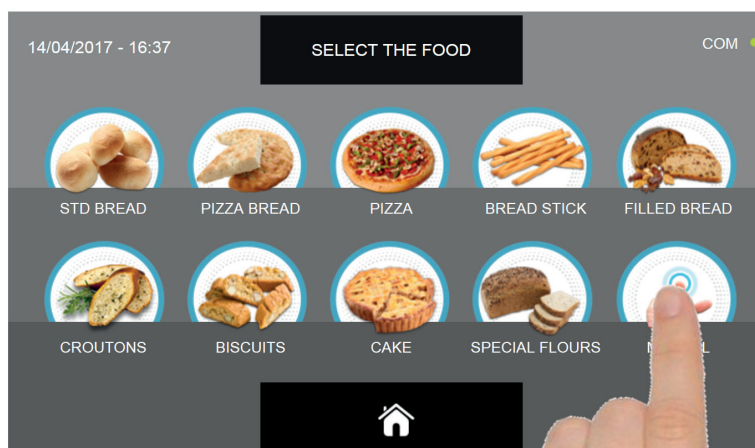 14/04/2017 - 16:37
SELECT THE FOOD
COM
STD BREAD
PIZZA BREAD
PIZZA
BREAD STICK
FILLED BREAD
CROUTONS
BISCUITS
CAKE
SPECIAL FLOURS